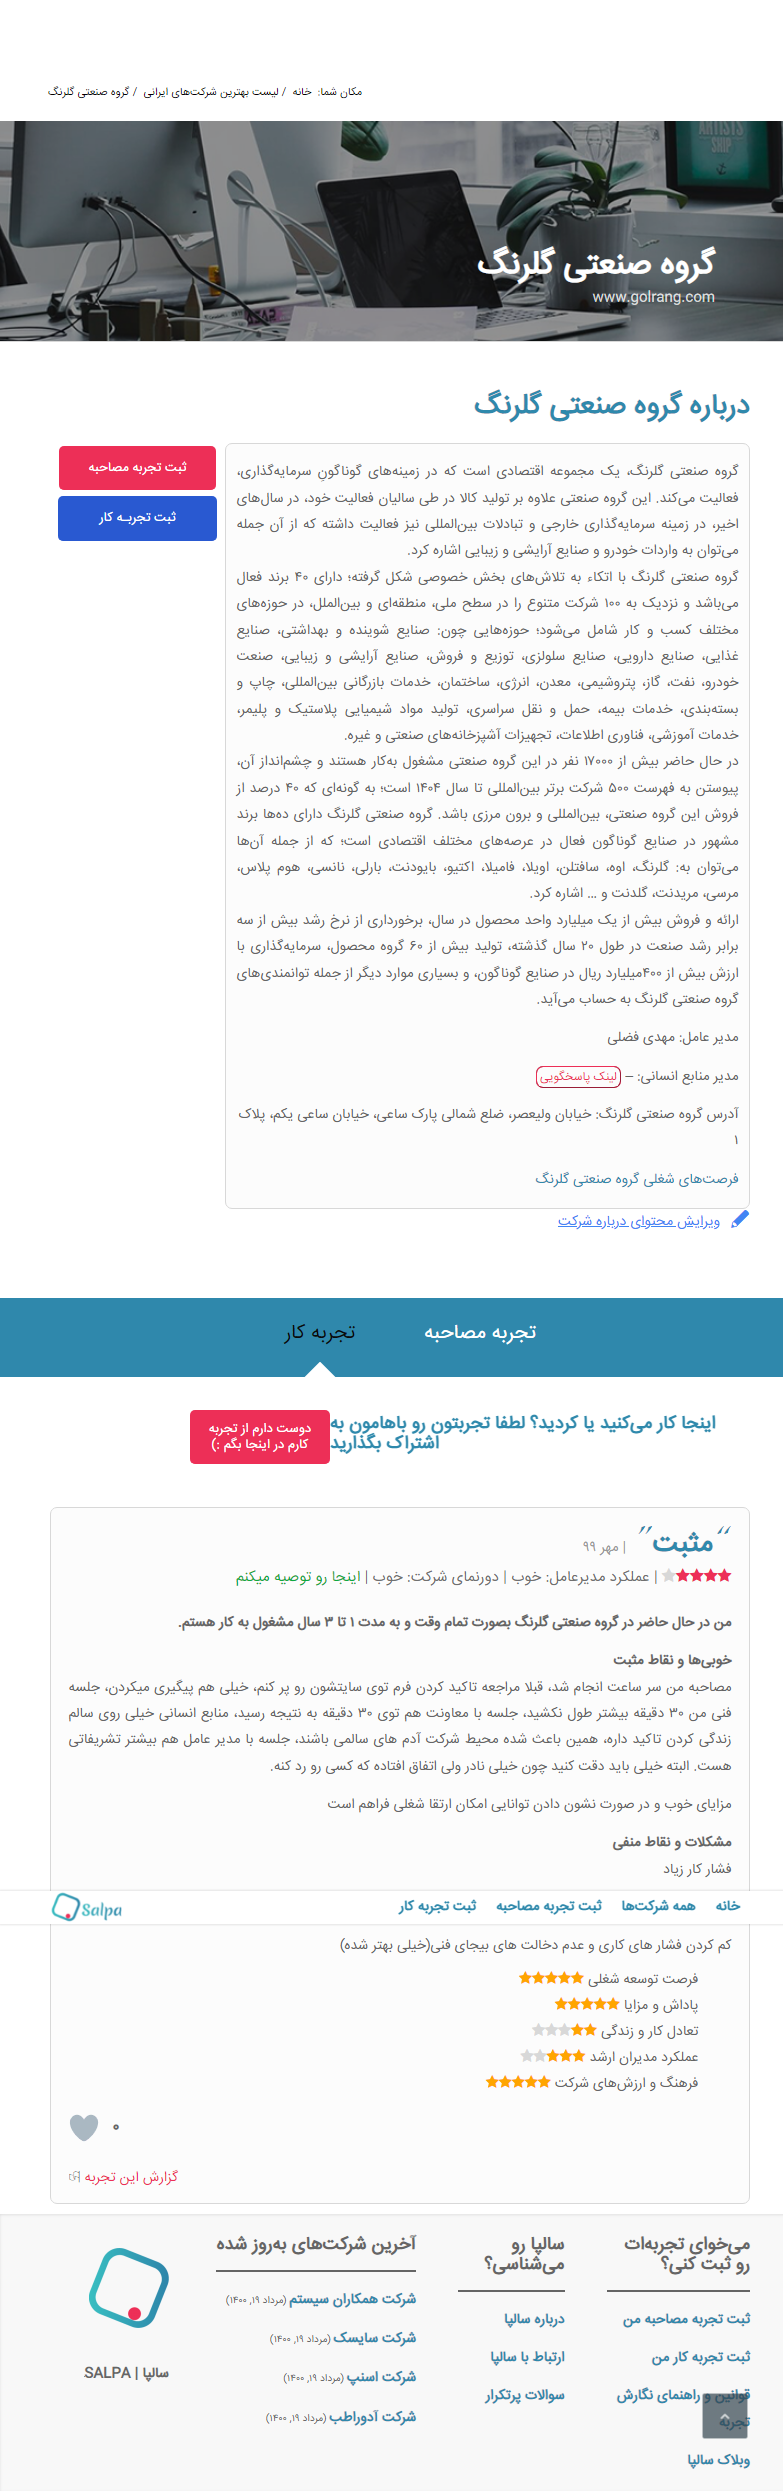 مکان شما: خانه / لیست بهترین شرکت‌های ایرانی / گروه صنعتی گلرنگ
ARTISTS
SHIP
گروه صنعتی گلرنگ
www.golrang.com
درباره گروه صنعتی گلرنگ
ثبت تجربه مصاحبه
ثبت تجربـه کار
گروه صنعتی گلرنگ، یک مجموعه اقتصادی است که در زمینه‌های گوناگونِ سرمایه‌گذاری،
فعالیت می‌کند. این گروه صنعتی علاوه بر تولید کالا در طی سالیان فعالیت خود، در سال‌های
اخیر، در زمینه سرمایه‌گذاری خارجی و تبادلات بین‌المللی نیز فعالیت داشته که از آن جمله
می‌توان به واردات خودرو و صنایع آرایشی و زیبایی اشاره کرد.
گروه صنعتی گلرنگ با اتکاء به تلاش‌های بخش خصوصی شکل گرفته؛ دارای ۴۰ برند فعال
می‌باشد و نزدیک به ۱۰۰ شرکت متنوع را در سطح ملی، منطقه‌ای و بین‌الملل، در حوزه‌های
مختلف کسب و کار شامل می‌شود؛ حوزه‌هایی چون: صنایع شوینده و بهداشتی، صنایع
غذایی، صنایع دارویی، صنایع سلولزی، توزیع و فروش، صنایع آرایشی و زیبایی، صنعت
خودرو، نفت، گاز، پتروشیمی، معدن، انرژی، ساختمان، خدمات بازرگانی بین‌المللی، چاپ و
بسته‌بندی، خدمات بیمه، حمل و نقل سراسری، تولید مواد شیمیایی پلاستیک و پلیمر،
خدمات آموزشی، فناوری اطلاعات، تجهیزات آشپزخانه‌های صنعتی و غیره.
در حال حاضر بیش از ۱۷۰۰۰ نفر در این گروه صنعتی مشغول به‌کار هستند و چشم‌انداز آن،
پیوستن به فهرست ۵۰۰ شرکت برتر بین‌المللی تا سال ۱۴۰۴ است؛ به گونه‌ای که ۴۰ درصد از
فروش این گروه صنعتی، بین‌المللی و برون مرزی باشد. گروه صنعتی گلرنگ دارای ده‌ها برند
مشهور در صنایع گوناگون فعال در عرصه‌های مختلف اقتصادی است؛ که از جمله آن‌ها
می‌توان به: گلرنگ، اوه، سافتلن، اویلا، فامیلا، اکتیو، بایودنت، بارلی، نانسی، هوم پلاس،
مرسی، مریدنت، گلدنت و … اشاره کرد.
ارائه و فروش بیش از یک میلیارد واحد محصول در سال، برخورداری از نرخ رشد بیش از سه
برابر رشد صنعت در طول ۲۰ سال گذشته، تولید بیش از ۶۰ گروه محصول، سرمایه‌گذاری با
ارزش بیش از ۴۰۰میلیارد ریال در صنایع گوناگون، و بسیاری موارد دیگر از جمله توانمندی‌های
گروه صنعتی گلرنگ به حساب می‌آید.
مدیر عامل: مهدی فضلی
مدیر منابع انسانی: – لینک پاسخگویی
آدرس گروه صنعتی گلرنگ: خیابان ولیعصر، ضلع شمالی پارک ساعی، خیابان ساعی یکم، پلاک
۱
فرصت‌های شغلی گروه صنعتی گلرنگ
ویرایش محتوای درباره شرکت
تجربه مصاحبه
تجربه کار
اینجا کار می‌کنید یا کردید؟ لطفا تجربتون رو باهامون به
اشتراک بگذارید
دوست دارم از تجربه
کارم در اینجا بگم :)
“مثبت” | مهر ۹۹
| عملکرد مدیرعامل: خوب | دورنمای شرکت: خوب | اینجا رو توصیه میکنم
من در حال حاضر در گروه صنعتی گلرنگ بصورت تمام وقت و به مدت ۱ تا ۳ سال مشغول به کار هستم.
خوبی‌ها و نقاط مثبت
مصاحبه من سر ساعت انجام شد، قبلا مراجعه تاکید کردن فرم توی سایتشون رو پر کنم، خیلی هم پیگیری میکردن، جلسه
فنی من ۳۰ دقیقه بیشتر طول نکشید، جلسه با معاونت هم توی ۳۰ دقیقه به نتیجه رسید، منابع انسانی خیلی روی سالم
زندگی کردن تاکید داره، همین باعث شده محیط شرکت آدم های سالمی باشند، جلسه با مدیر عامل هم بیشتر تشریفاتی
هست. البته خیلی باید دقت کنید چون خیلی نادر ولی اتفاق افتاده که کسی رو رد کنه.
مزایای خوب و در صورت نشون دادن توانایی امکان ارتقا شغلی فراهم است
مشکلات و نقاط منفی
فشار کار زیاد
خانه
همه شرکت‌ها
ثبت تجربه مصاحبه
ثبت تجربه کار
Salpa
کم کردن فشار های کاری و عدم دخالت های بیجای فنی(خیلی بهتر شده)
فرصت توسعه شغلی
پاداش و مزایا
تعادل کار و زندگی
عملکرد مدیران ارشد
فرهنگ و ارزش‌های شرکت
۰
گزارش این تجربه
می‌خوای تجربه‌ات
رو ثبت کنی؟
ثبت تجربه مصاحبه من
ثبت تجربه کار من
قوانین و راهنمای نگارش
تجربه
وبلاگ سالپا
سالپا رو
می‌شناسی؟
درباره سالپا
ارتباط با سالپا
سوالات پرتکرار
آخرین شرکت‌های به‌روز شده
شرکت همکاران سیستم (مرداد ۱۹, ۱۴۰۰)
شرکت سایسک (مرداد ۱۹, ۱۴۰۰)
شرکت اسنپ (مرداد ۱۹, ۱۴۰۰)
شرکت آدوراطب (مرداد ۱۹, ۱۴۰۰)
سالپا | SALPA